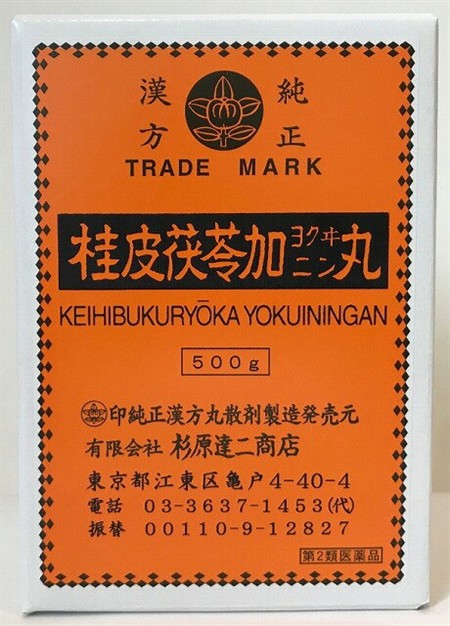 純正
漢方
TRADE MARK
桂皮茯苓加ヨクヰニン丸
KEIHIBUKURYŌKA YOKUININGAN
500g
印純正漢方丸散剤製造発売元
有限会社 杉原達二商店
東京都江東区亀戸4-40-4
電話 03-3637-1453(代)
振替 00110-9-12827
第2類医薬品